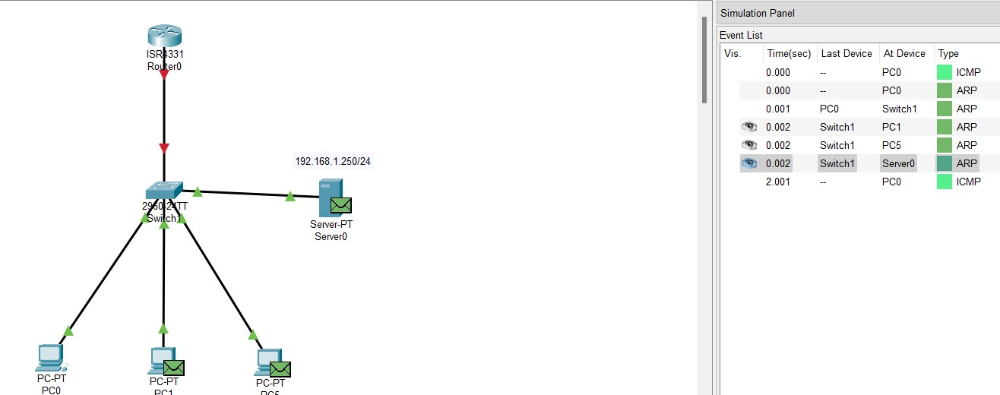 ISR4331
Router0
192.168.1.250/24
2960-24TT
Switch1
Server-PT
Server0
PC-PT
PC0
PC-PT
PC1
PC-PT
PC5
Simulation Panel
Event List
Vis. Time(sec) Last Device At Device Type
0.000 -- PC0 ICMP
0.000 -- PC0 ARP
0.001 PC0 Switch1 ARP
0.002 Switch1 PC1 ARP
0.002 Switch1 PC5 ARP
0.002 Switch1 Server0 ARP
2.001 -- PC0 ICMP